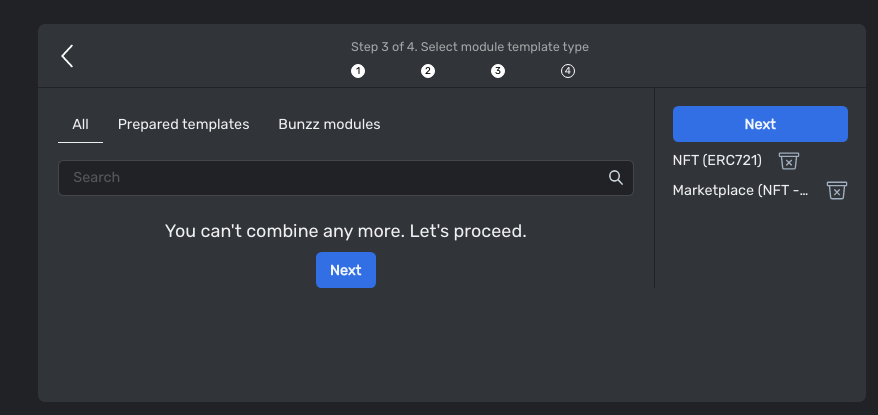 Step 3 of 4. Select module template type
1 2 3 4
All Prepared templates Bunzz modules
Search
You can't combine any more. Let's proceed.
Next
Next
NFT (ERC721)
Marketplace (NFT -...